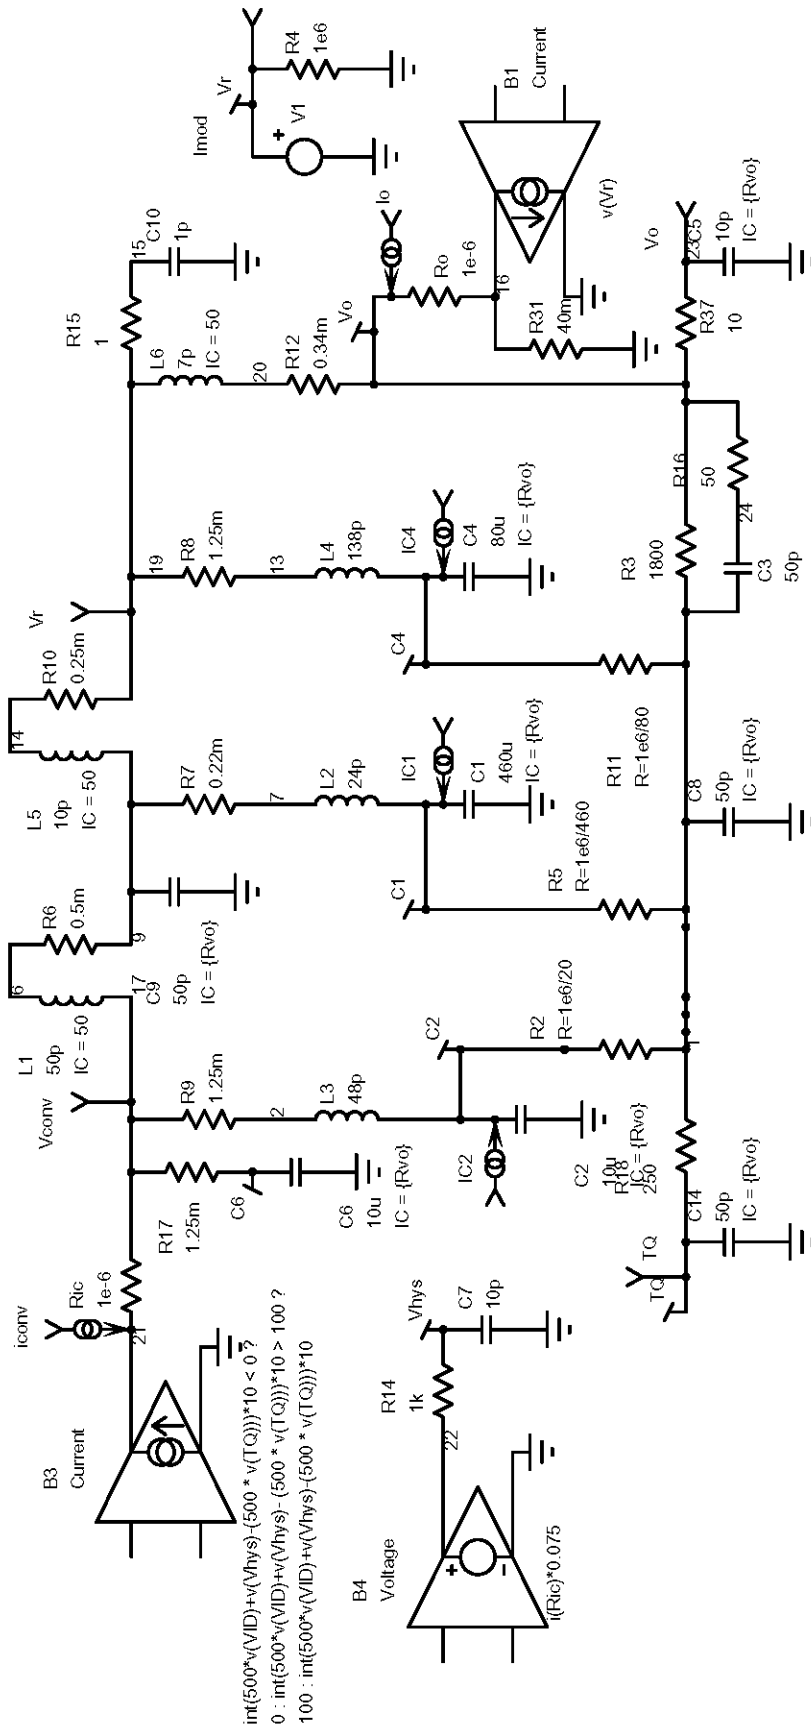 iconv
B3
Current
21
Ric
1e-6
R17
1.25m
C6
C6
10u
IC = {Rvo}
int(500*v(VID)+v(Vhys)-(500 * v(TQ)))*10 < 0 ?
0 : int(500*v(VID)+v(Vhys)- (500 * v(TQ)))*10 > 100 ?
100 : int(500*v(VID)+v(Vhys)-(500 * v(TQ)))*10
Vconv
R9
1.25m
2
L3
48p
IC2
C2
C2
10u
IC = {Rvo}
R2
R=1e6/20
L1
50p
IC = 50
6
R6
0.5m
9
17
C9
50p
IC = {Rvo}
L5
10p
IC = 50
14
R10
0.25m
R7
0.22m
7
L2
24p
C1
IC1
C1
460u
IC = {Rvo}
R5
R=1e6/460
Vr
19
R8
1.25m
13
L4
138p
C4
IC4
C4
80u
IC = {Rvo}
R11
R=1e6/80
R15
1
15
C10
1p
L6
7p
IC = 50
20
R12
0.34m
Vo
Io
Ro
1e-6
16
R31
40m
Imod
Vr
V1
+
R4
1e6
B1
Current
v(Vr)
B4
Voltage
+
–
i(Ric)*0.075
22
R14
1k
Vhys
C7
10p
TQ
TQ
C14
50p
IC = {Rvo}
R18
250
1
C8
50p
IC = {Rvo}
R3
1800
C3
50p
24
R16
50
R37
10
Vo
23
C5
10p
IC = {Rvo}